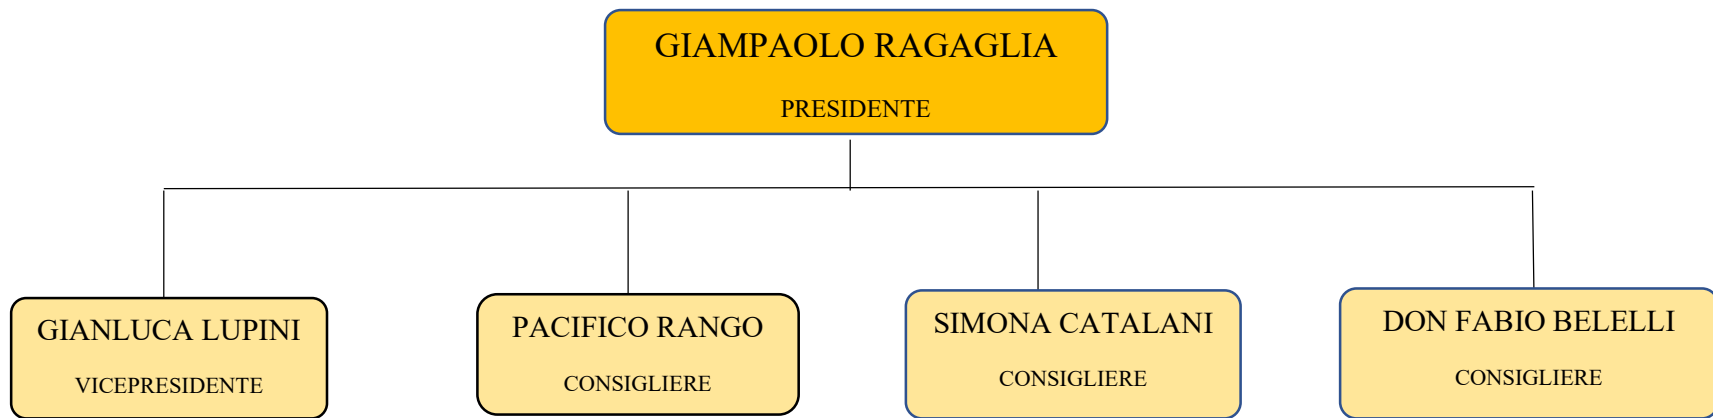 GIAMPAOLO RAGAGLIA
PRESIDENTE
GIANLUCA LUPINI
VICEPRESIDENTE
PACIFICO RANGO
CONSIGLIERE
SIMONA CATALANI
CONSIGLIERE
DON FABIO BELELLI
CONSIGLIERE